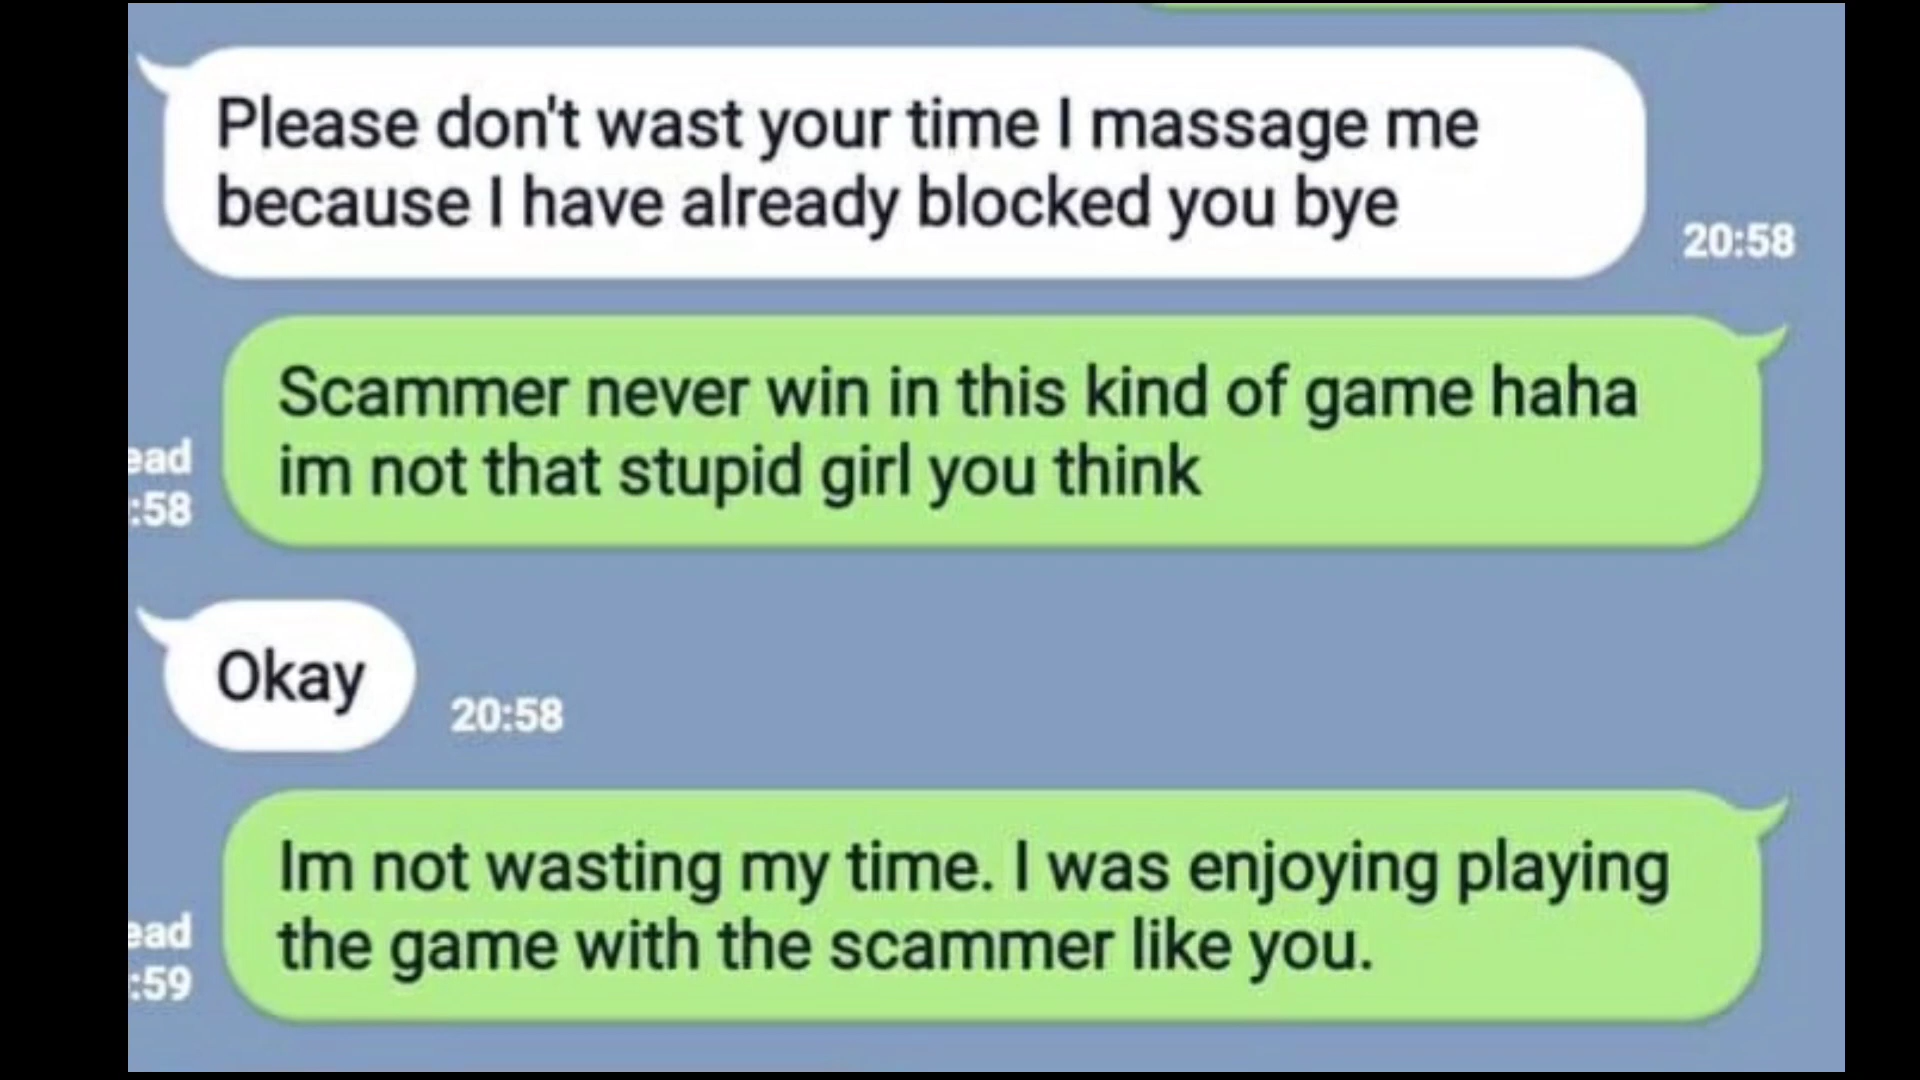 Please don't wast your time I massage me
because I have already blocked you bye
20:58
Scammer never win in this kind of game haha
im not that stupid girl you think
ead
:58
Okay
20:58
Im not wasting my time. I was enjoying playing
the game with the scammer like you.
ead
:59